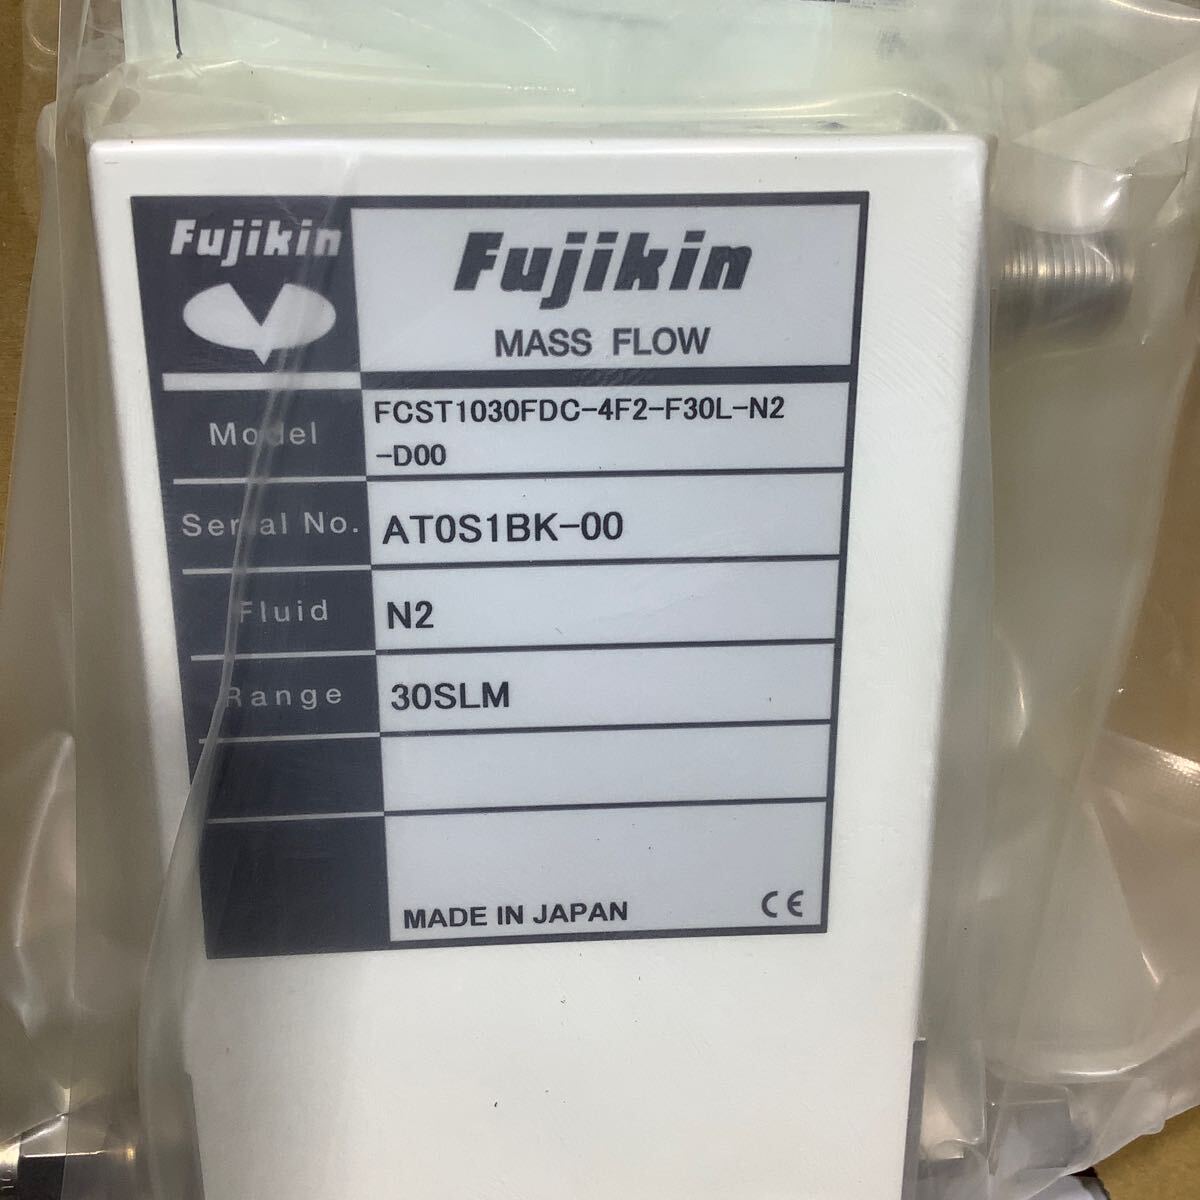 Fujikin
Fujikin
MASS FLOW
Model FCST1030FDC-4F2-F30L-N2
-D00
Serial No. AT0S1BK-00
Fluid N2
Range 30SLM
MADE IN JAPAN CE